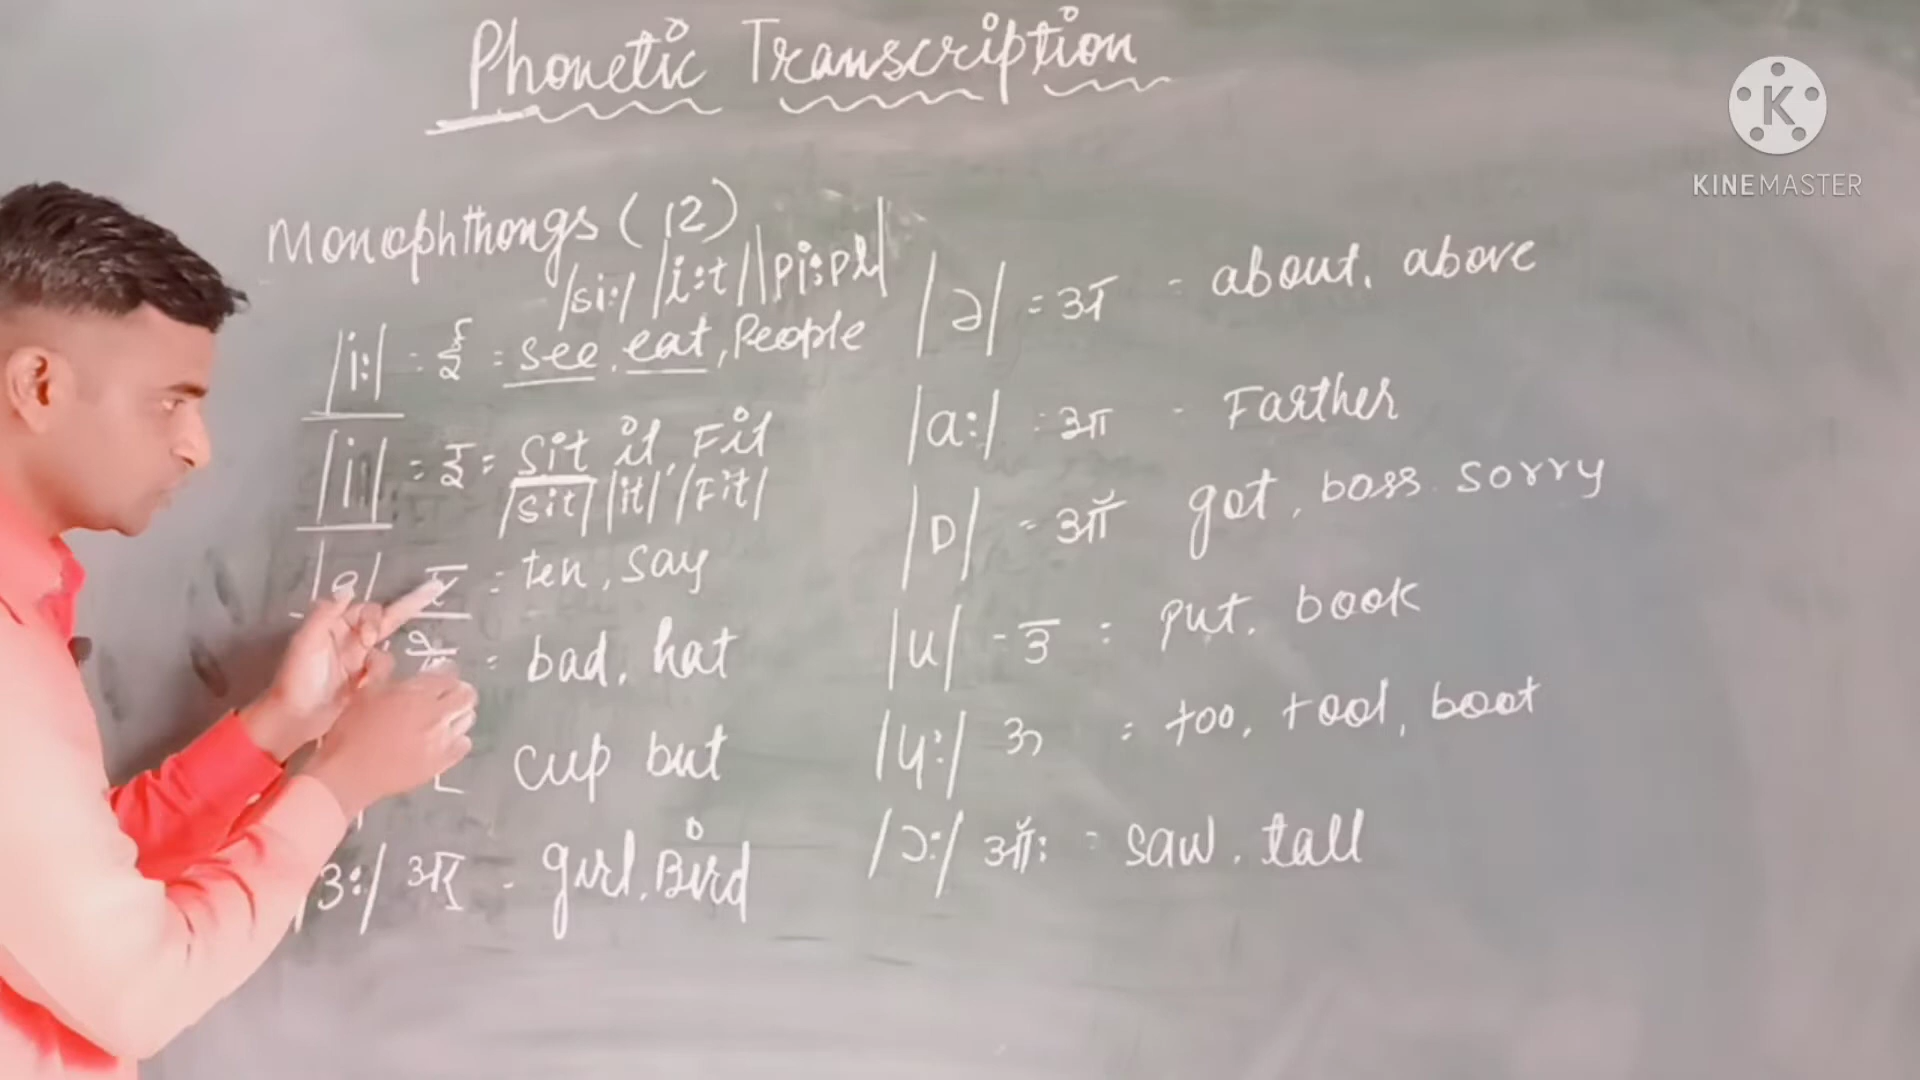 Phonetic Transcription
K
KINEMASTER
Monophthongs (12)
/si:/ /i:t/ /pi:pl/
/i:/ = ई = see, eat, People
/i/ = इ = Sit it, Fit
/sit/ /it/ /Fit/
/e/ ए = ten, say
ऐ = bad, hat
cup but
/3:/ अर् - girl, Bird
/ə/ = अ - about, above
/a:/ = आ - Farther
/D/ = ऑ got, boss sorry
/u/ - उ = put, book
/u:/ ऊ = too, tool, boot
/ɔ:/ ऑ: = saw, tall